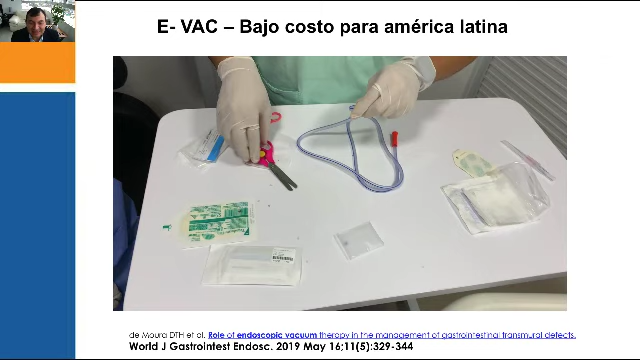 E- VAC – Bajo costo para américa latina
de Moura DTH et al. Role of endoscopic vacuum therapy in the management of gastrointestinal transmural defects.
World J Gastrointest Endosc. 2019 May 16;11(5):329-344